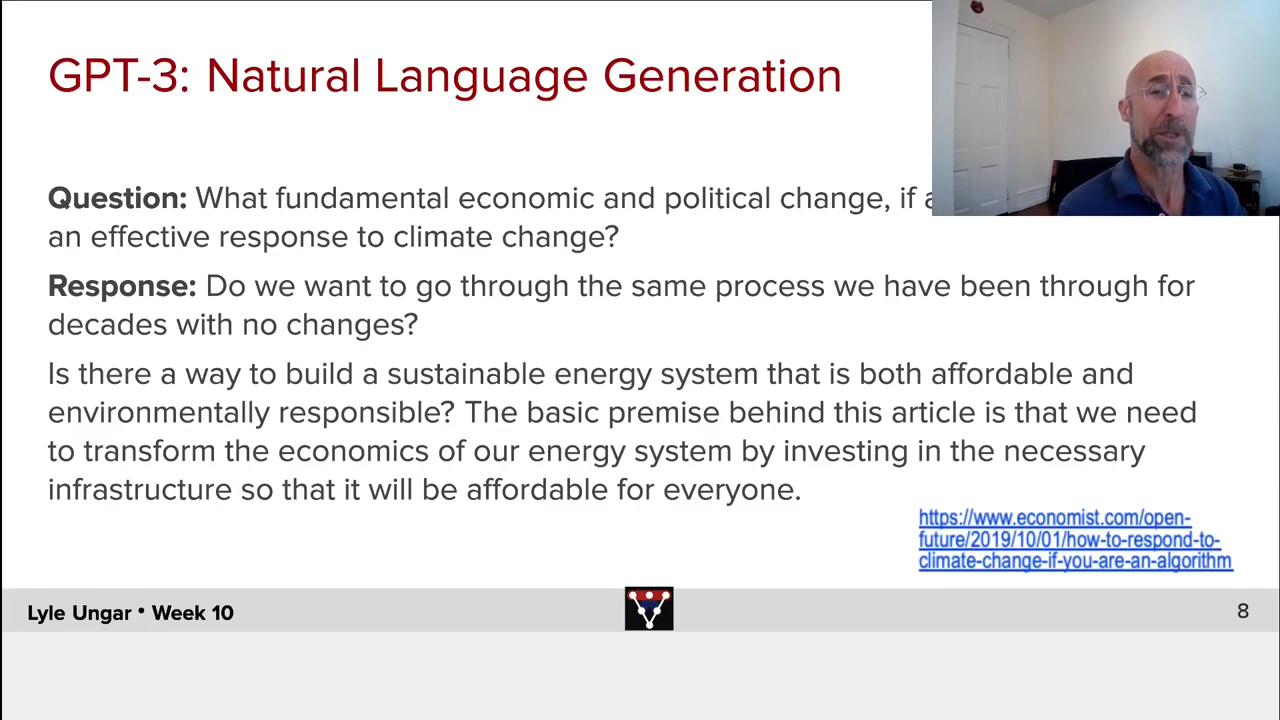 GPT-3: Natural Language Generation
Question: What fundamental economic and political change, if
an effective response to climate change?
Response: Do we want to go through the same process we have been through for
decades with no changes?
Is there a way to build a sustainable energy system that is both affordable and
environmentally responsible? The basic premise behind this article is that we need
to transform the economics of our energy system by investing in the necessary
infrastructure so that it will be affordable for everyone.
https://www.economist.com/open-
future/2019/10/01/how-to-respond-to-
climate-change-if-you-are-an-algorithm
Lyle Ungar • Week 10
8